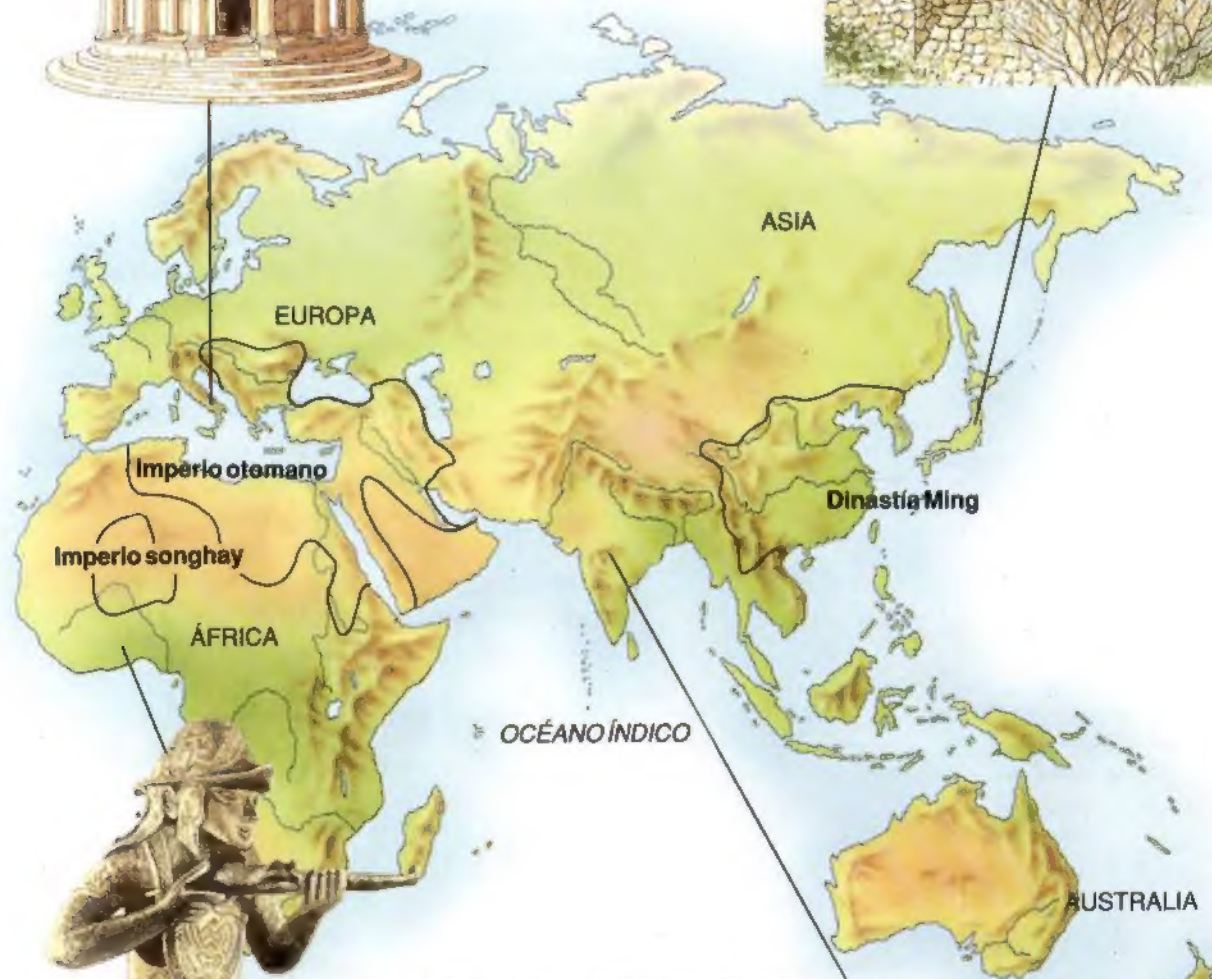 ASIA
EUROPA
Imperio otomano
Dinastía Ming
Imperio songhay
ÁFRICA
OCÉANO ÍNDICO
AUSTRALIA